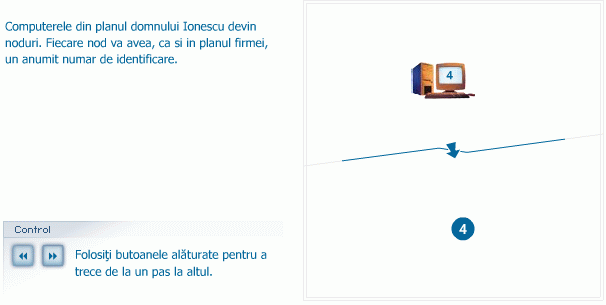 Computerele din planul domnului Ionescu devin
noduri. Fiecare nod va avea, ca si in planul firmei,
un anumit numar de identificare.
4
4
Control
Folosiţi butoanele alăturate pentru a
trece de la un pas la altul.